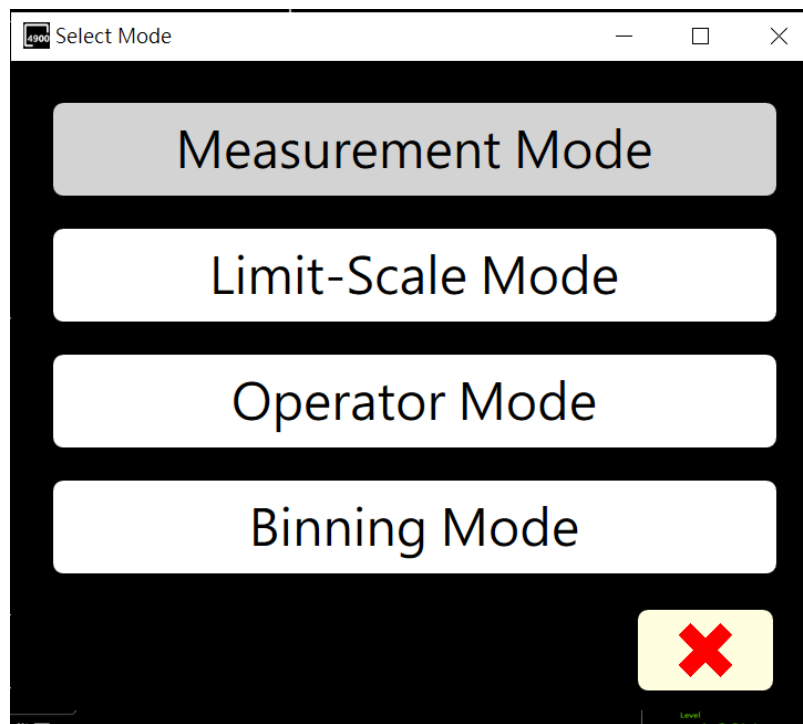 4900 Select Mode
Measurement Mode
Limit-Scale Mode
Operator Mode
Binning Mode
Level